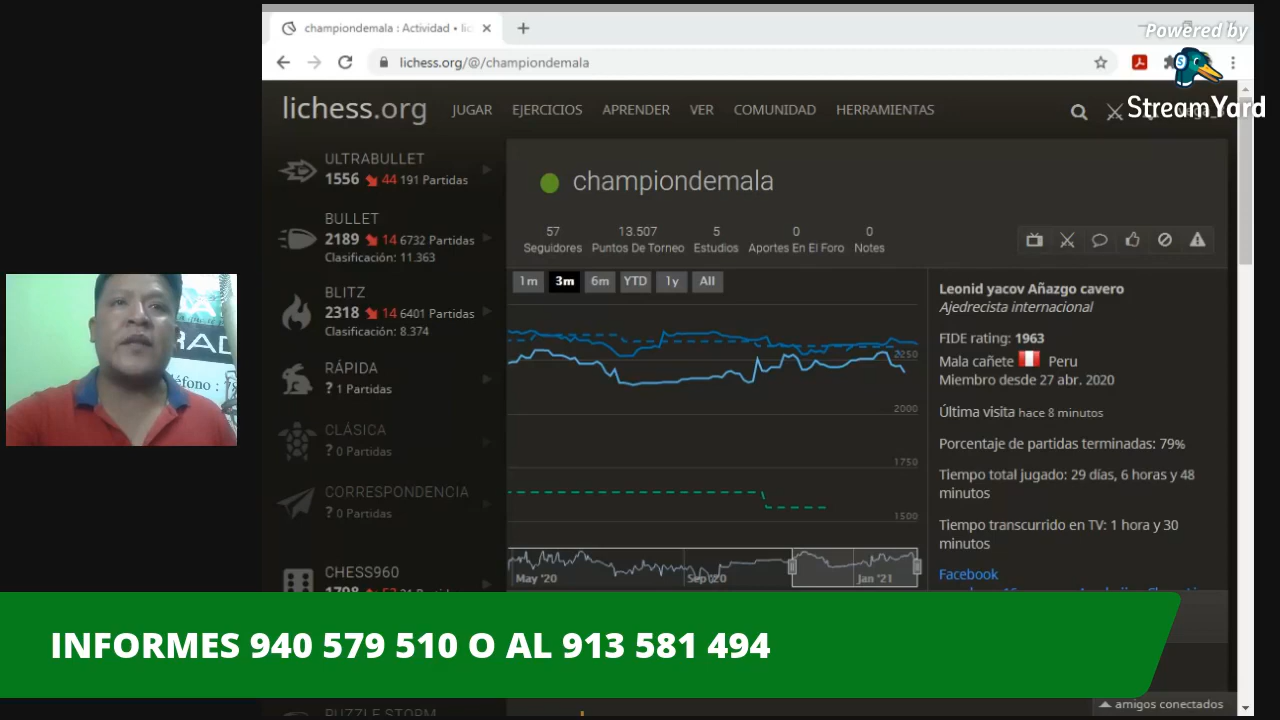 championdemala : Actividad • lic
Powered by
lichess.org/@/championdemala
StreamYard
lichess.org
JUGAR
EJERCICIOS
APRENDER
VER
COMUNIDAD
HERRAMIENTAS
ULTRABULLET
1556 44 191 Partidas
BULLET
2189 14 6732 Partidas
Clasificación: 11.363
BLITZ
2318 14 6401 Partidas
Clasificación: 8.374
RÁPIDA
? 1 Partidas
CLÁSICA
? 0 Partidas
CORRESPONDENCIA
? 0 Partidas
CHESS960
championdemala
57
Seguidores
13.507
Puntos De Torneo
5
Estudios
0
Aportes En El Foro
0
Notes
1m
3m
6m
YTD
1y
All
2250
2000
1750
1500
May '20
Sep '20
Jan '21
Leonid yacov Añazgo cavero
Ajedrecista internacional
FIDE rating: 1963
Mala cañete Peru
Miembro desde 27 abr. 2020
Última visita hace 8 minutos
Porcentaje de partidas terminadas: 79%
Tiempo total jugado: 29 días, 6 horas y 48
minutos
Tiempo transcurrido en TV: 1 hora y 30
minutos
Facebook
INFORMES 940 579 510 O AL 913 581 494
PUZZLE STORM
amigos conectados